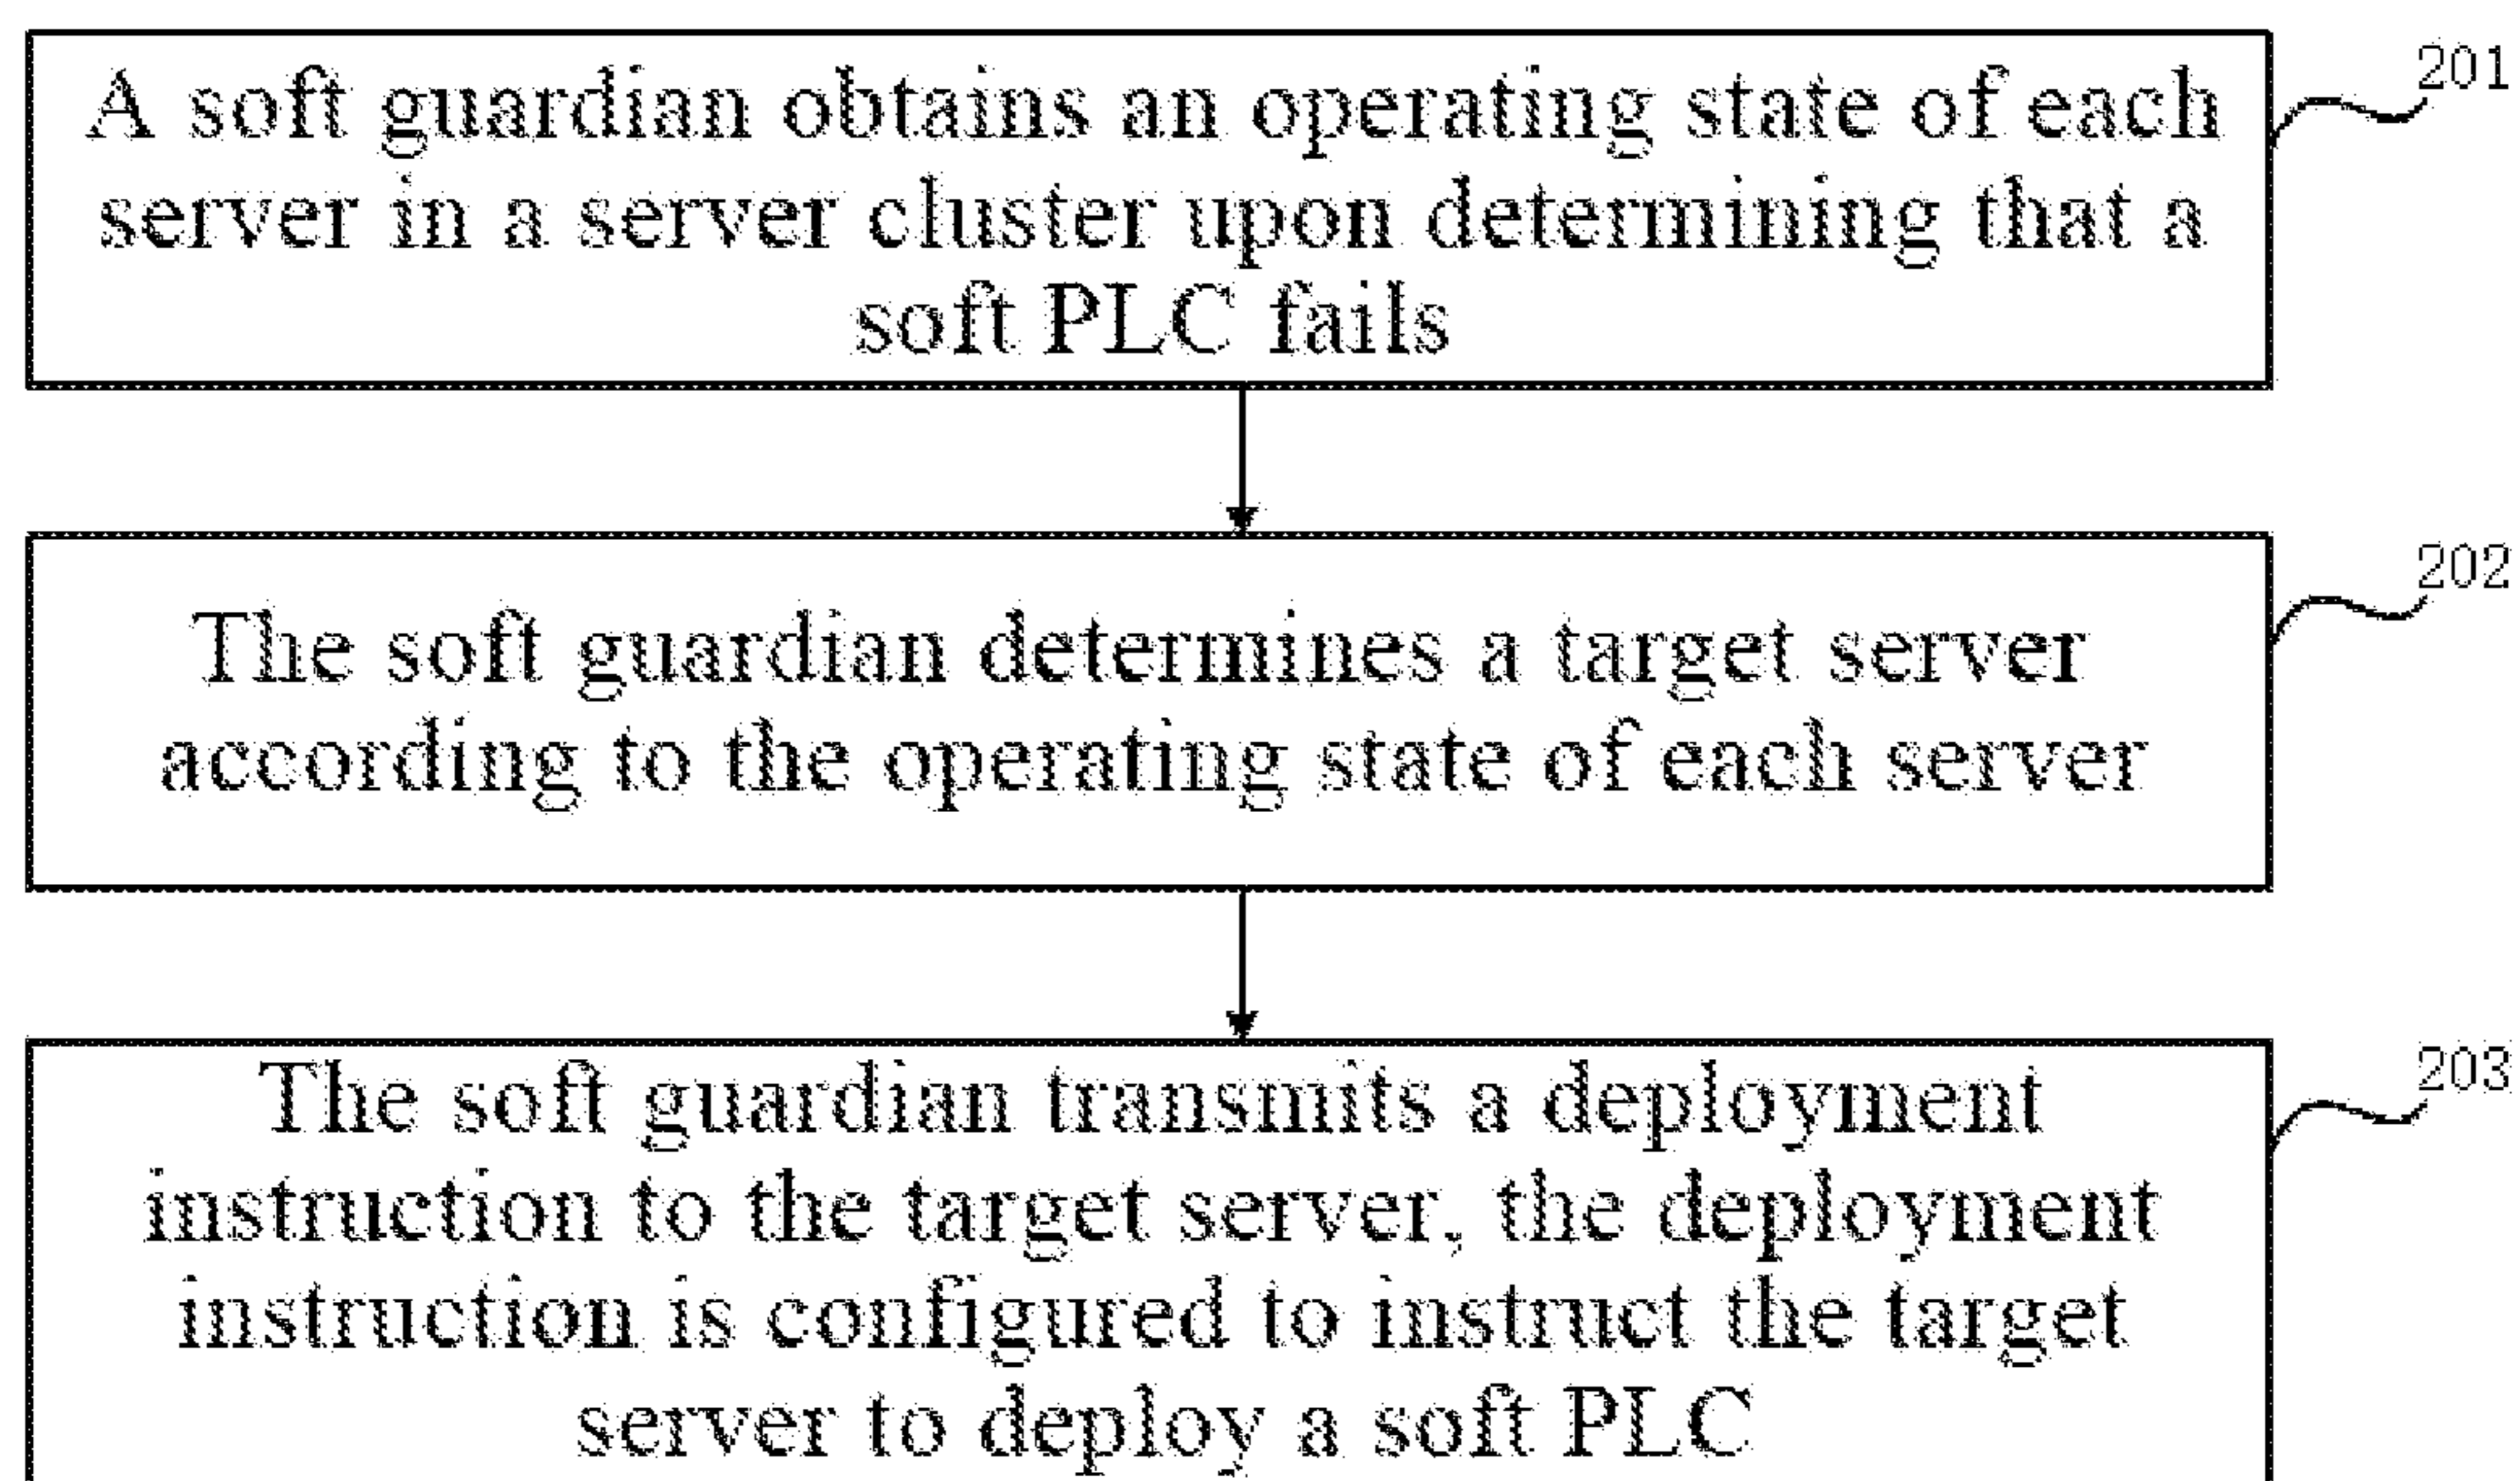 A soft guardian obtains an operating state of each
server in a server cluster upon determining that a
soft PLC fails
201
The soft guardian determines a target server
according to the operating state of each server
202
The soft guardian transmits a deployment
instruction to the target server, the deployment
instruction is configured to instruct the target
server to deploy a soft PLC
203